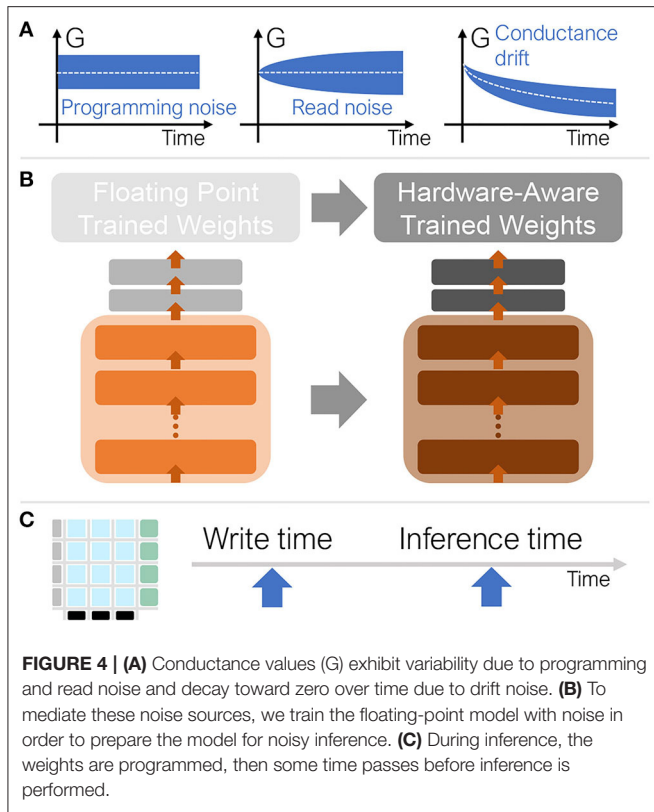 A
G
Programming noise
Time
G
Read noise
Time
G
Conductance
drift
Time
B
Floating Point
Trained Weights
Hardware-Aware
Trained Weights
C
Write time
Inference time
Time
FIGURE 4 | (A) Conductance values (G) exhibit variability due to programming
and read noise and decay toward zero over time due to drift noise. (B) To
mediate these noise sources, we train the floating-point model with noise in
order to prepare the model for noisy inference. (C) During inference, the
weights are programmed, then some time passes before inference is
performed.